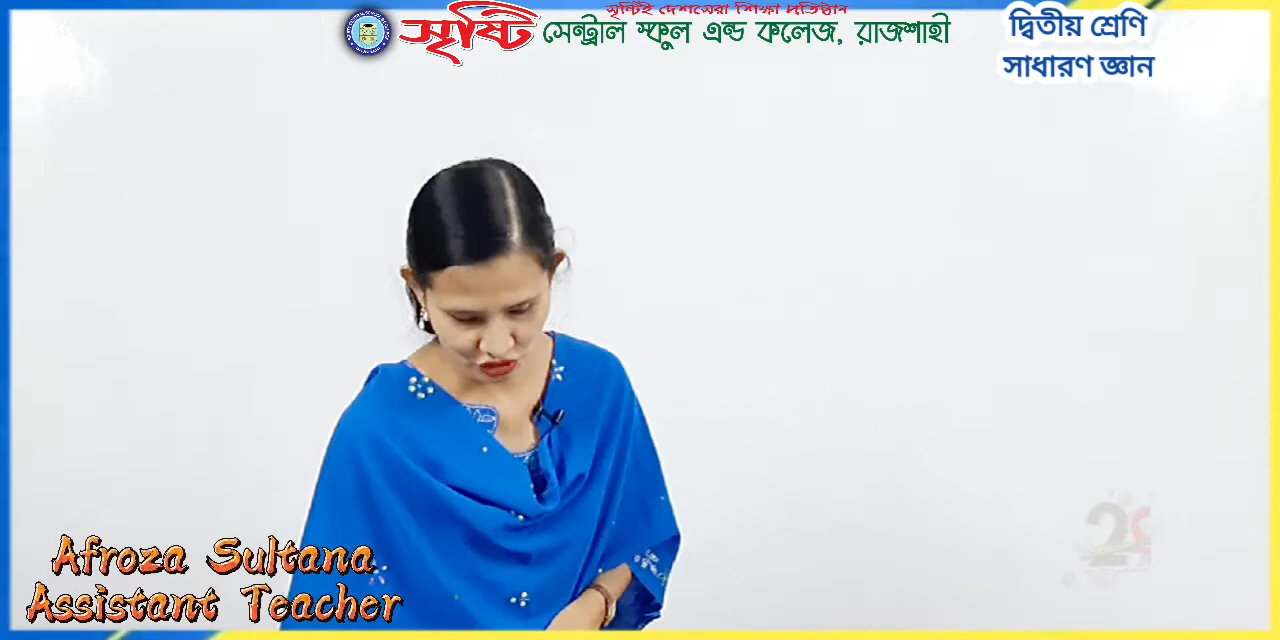 সৃষ্টিই দেশসেরা শিক্ষা প্রতিষ্ঠান
সৃষ্টি সেন্ট্রাল স্কুল এন্ড কলেজ, রাজশাহী
দ্বিতীয় শ্রেণি
সাধারণ জ্ঞান
Afroza Sultana
Assistant Teacher